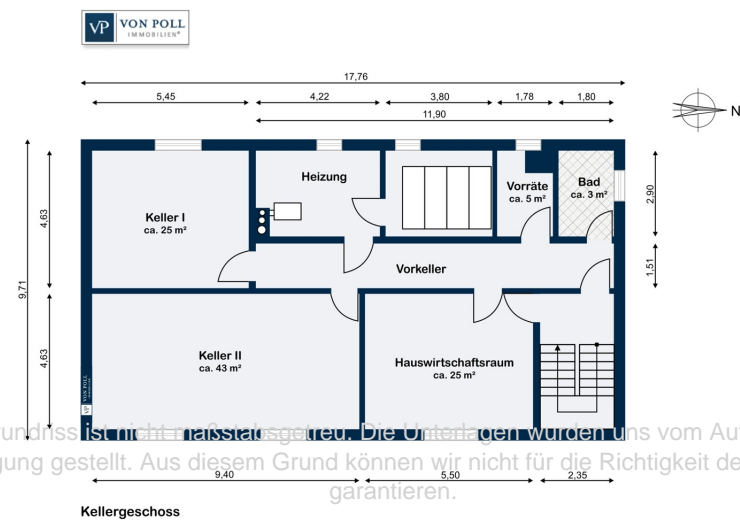 VP VON POLL
IMMOBILIEN®
17,76
5,45 4,22 3,80 1,78 1,80
11,90
N
Heizung
Vorräte
ca. 5 m²
Bad
ca. 3 m²
Keller I
ca. 25 m²
4,63
2,90
9,71
Vorkeller
1,51
Keller II
ca. 43 m²
Hauswirtschaftsraum
ca. 25 m²
4,63
VP VON POLL
rundriss ist nicht maßstabsgetreu. Die Unterlagen wurden uns vom Auf
gung gestellt. Aus diesem Grund können wir nicht für die Richtigkeit de
garantieren.
9,40 5,50 2,35
Kellergeschoss